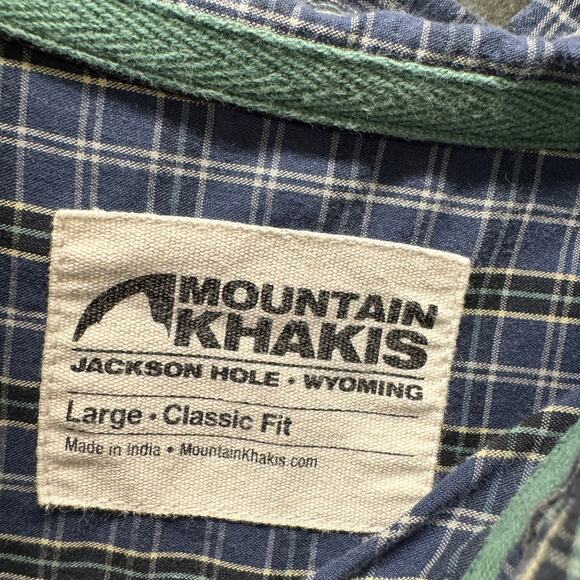 MOUNTAIN
KHAKIS
JACKSON HOLE • WYOMING
Large • Classic Fit
Made in India • MountainKhakis.com